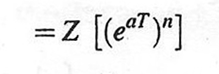 = Z [(e^{aT})^n]